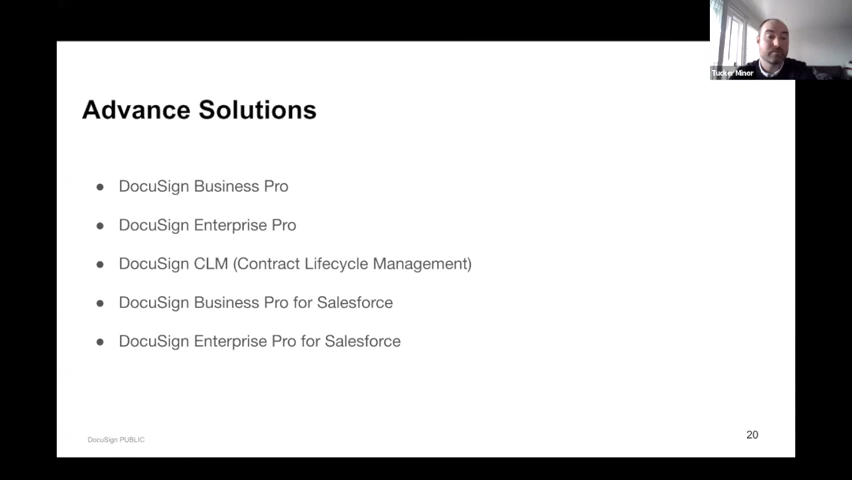 Tucker Minor
Advance Solutions
● DocuSign Business Pro
● DocuSign Enterprise Pro
● DocuSign CLM (Contract Lifecycle Management)
● DocuSign Business Pro for Salesforce
● DocuSign Enterprise Pro for Salesforce
DocuSign PUBLIC
20